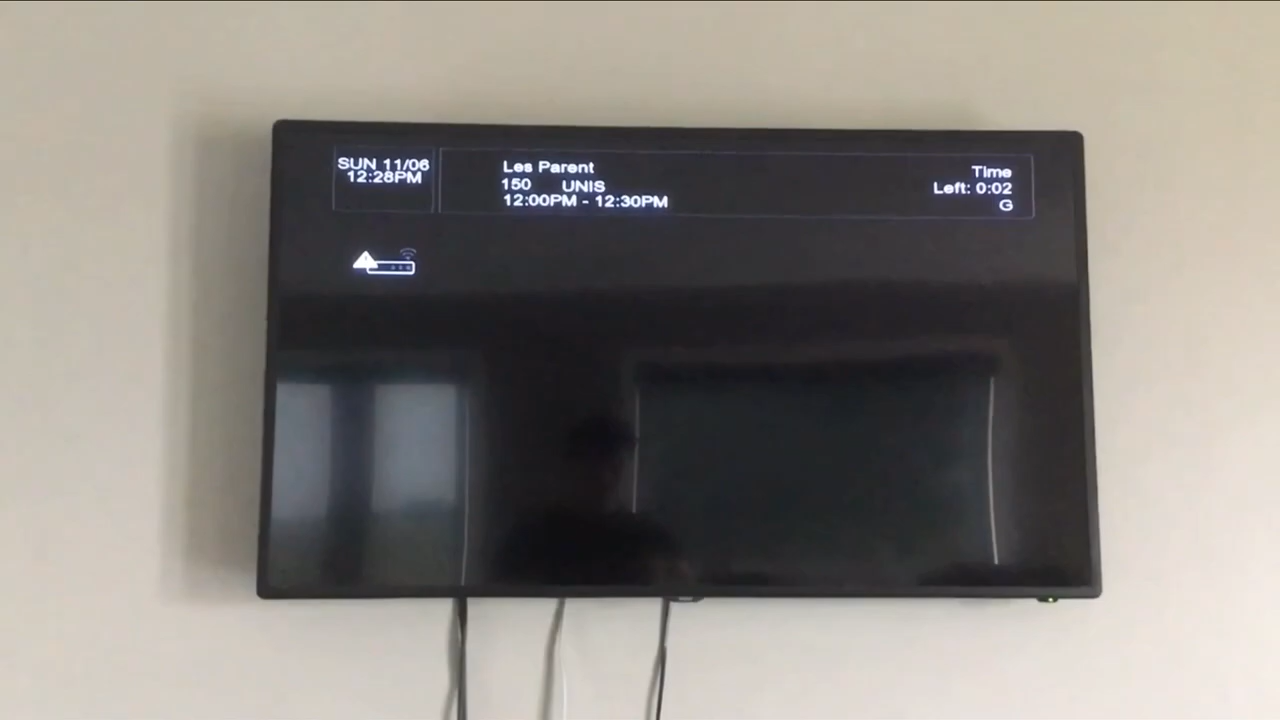 SUN 11/06
12:28PM
Les Parent
150 UNIS
12:00PM - 12:30PM
Time
Left: 0:02
G